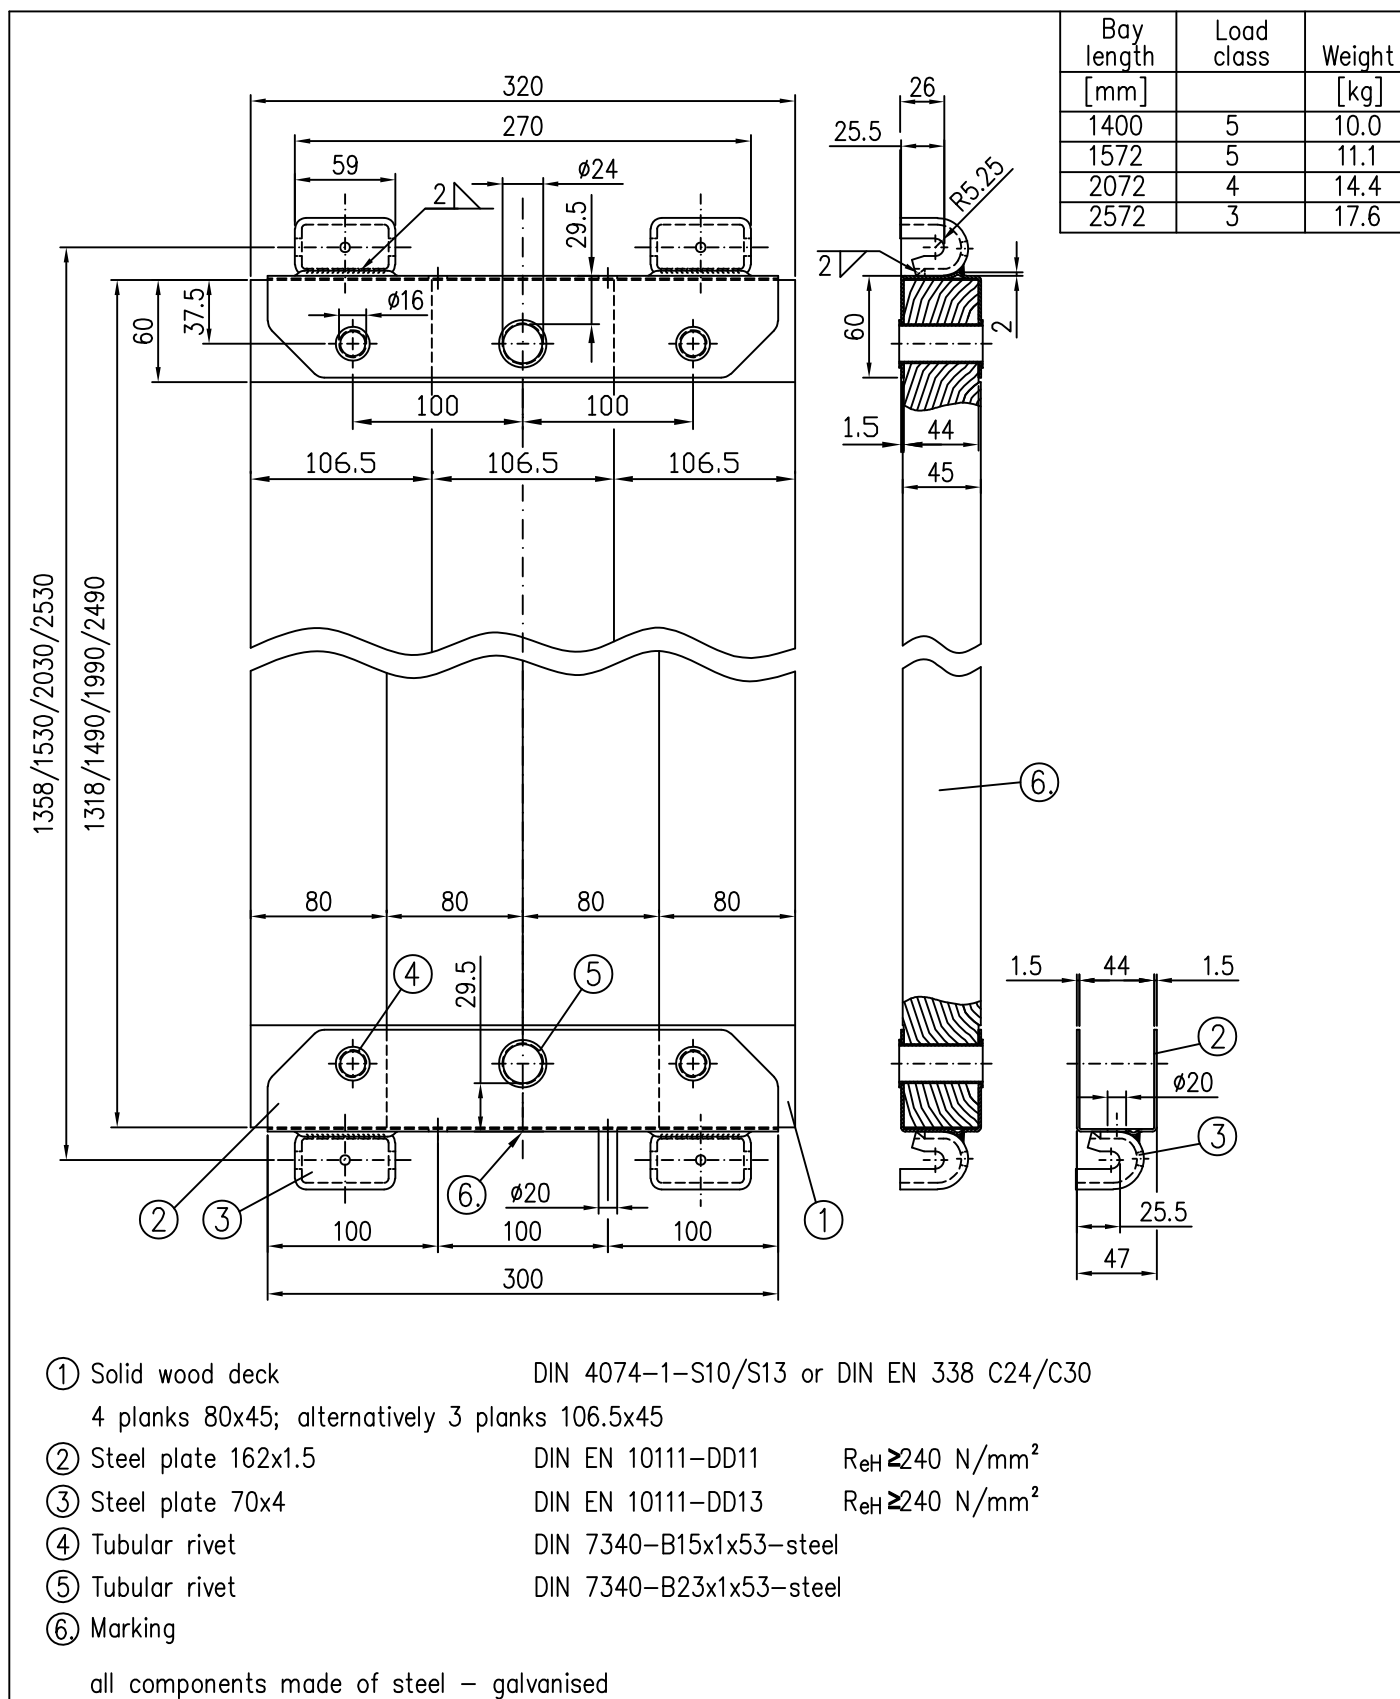 Bay length
Load class
Weight
[mm]
[kg]
1400 5 10.0
1572 5 11.1
2072 4 14.4
2572 3 17.6
320
270
59
2
ø24
29.5
26
25.5
R5.25
2
60
37.5
ø16
60
2
100
100
1.5
44
106.5
106.5
106.5
45
1358/1530/2030/2530
1318/1490/1990/2490
6.
80
80
80
80
4
29.5
5
1.5
44
1.5
2
ø20
3
2
3
6.
ø20
1
25.5
100
100
100
47
300
1 Solid wood deck DIN 4074-1-S10/S13 or DIN EN 338 C24/C30
4 planks 80x45; alternatively 3 planks 106.5x45
2 Steel plate 162x1.5 DIN EN 10111-DD11 ReH ≥240 N/mm²
3 Steel plate 70x4 DIN EN 10111-DD13 ReH ≥240 N/mm²
4 Tubular rivet DIN 7340-B15x1x53-steel
5 Tubular rivet DIN 7340-B23x1x53-steel
6. Marking
all components made of steel - galvanised